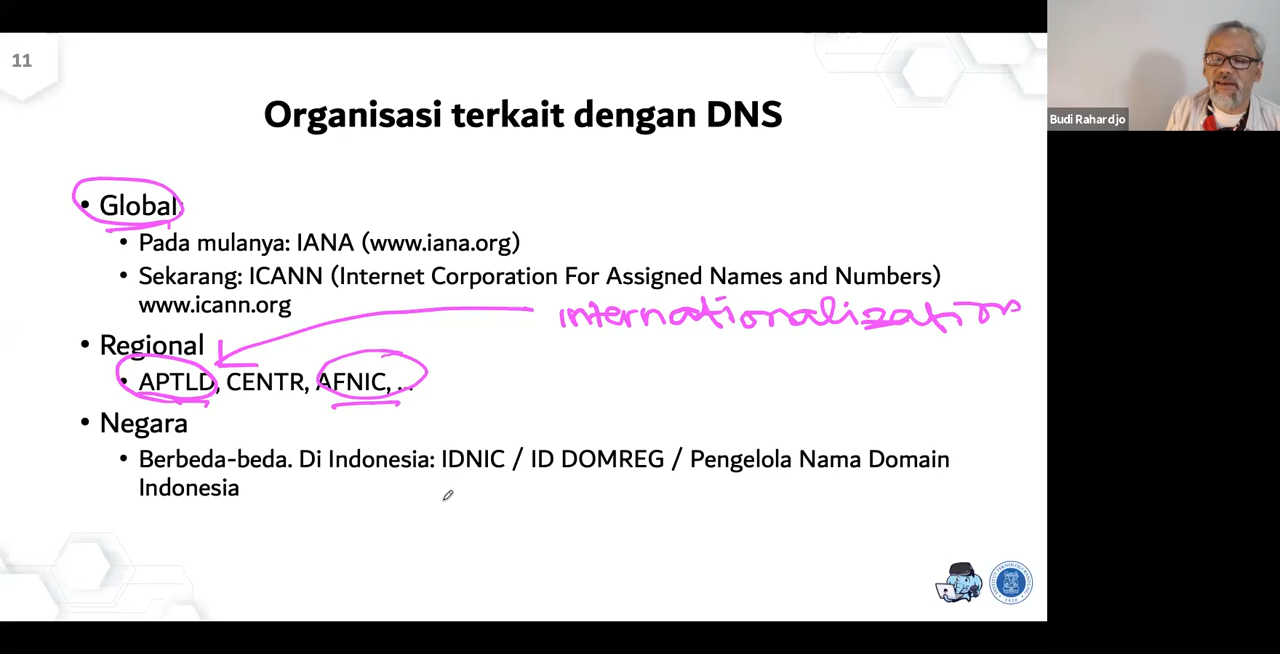 11
Organisasi terkait dengan DNS
• Global:
• Pada mulanya: IANA (www.iana.org)
• Sekarang: ICANN (Internet Corporation For Assigned Names and Numbers)
www.icann.org
internationalization
• Regional
• APTLD, CENTR, AFNIC, ...
• Negara
• Berbeda-beda. Di Indonesia: IDNIC / ID DOMREG / Pengelola Nama Domain
Indonesia
Budi Rahardjo